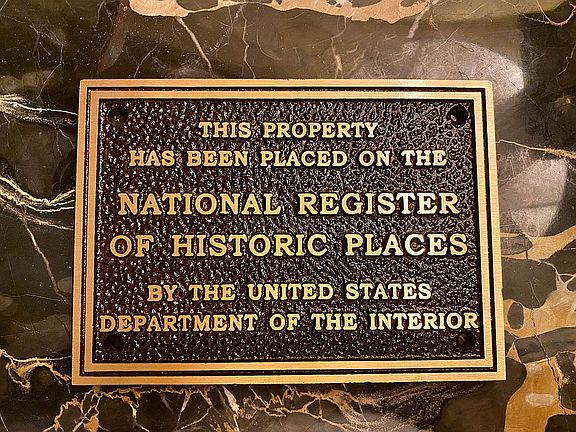 THIS PROPERTY
HAS BEEN PLACED ON THE
NATIONAL REGISTER
OF HISTORIC PLACES
BY THE UNITED STATES
DEPARTMENT OF THE INTERIOR